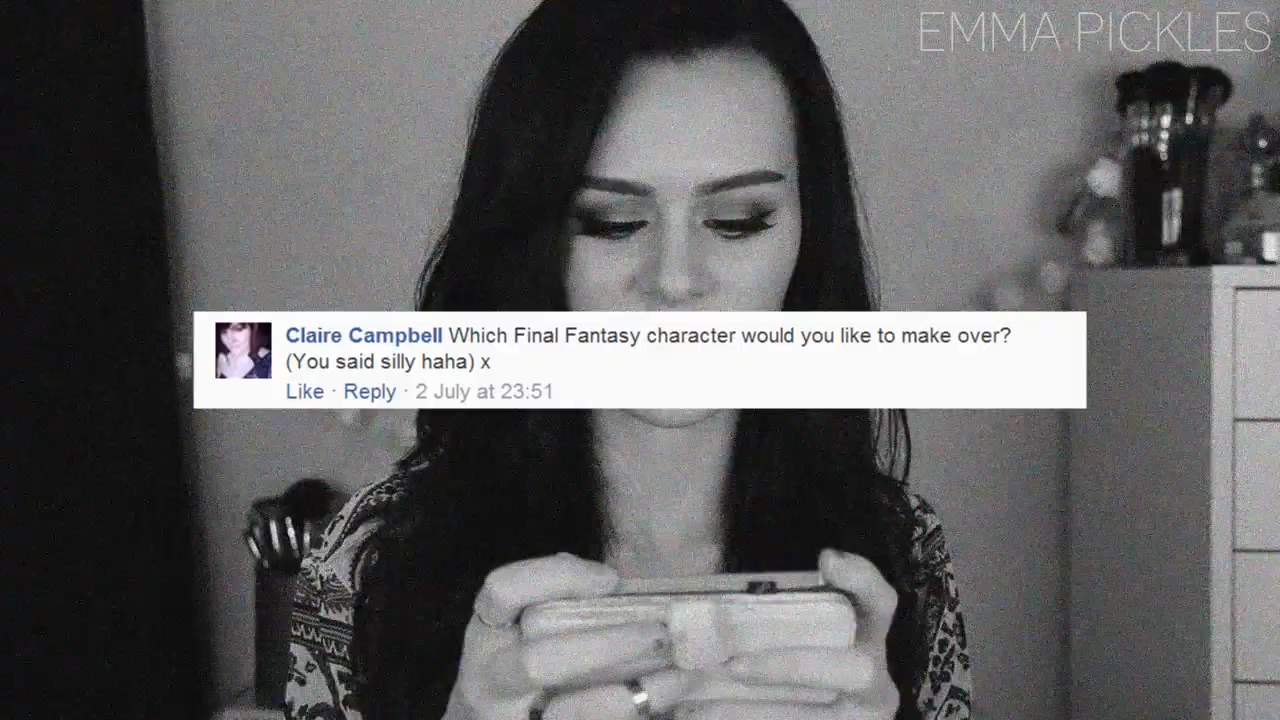 EMMA PICKLES
Claire Campbell Which Final Fantasy character would you like to make over?
(You said silly haha) x
Like · Reply · 2 July at 23:51